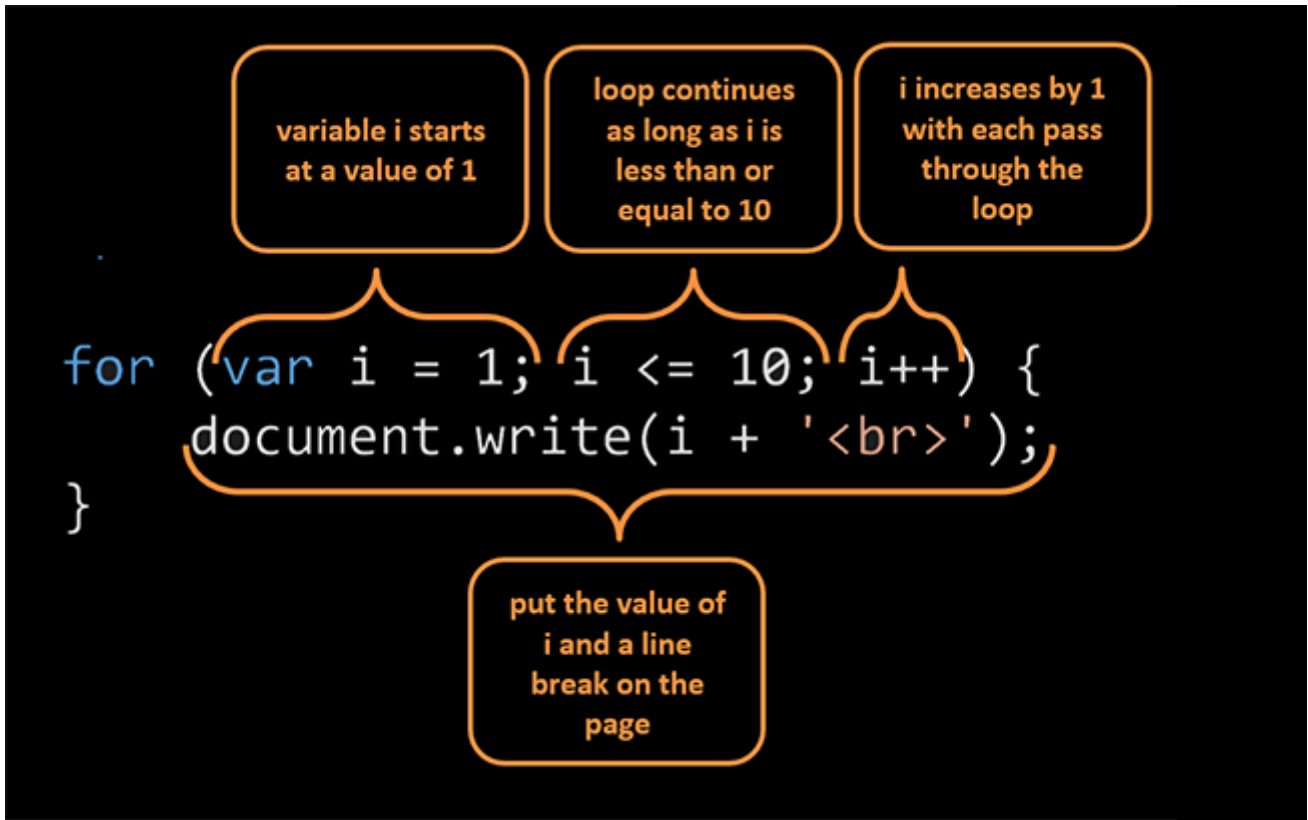 variable i starts
at a value of 1
loop continues
as long as i is
less than or
equal to 10
i increases by 1
with each pass
through the
loop
for (var i = 1; i <= 10; i++) {
document.write(i + '<br>');
}
put the value of
i and a line
break on the
page